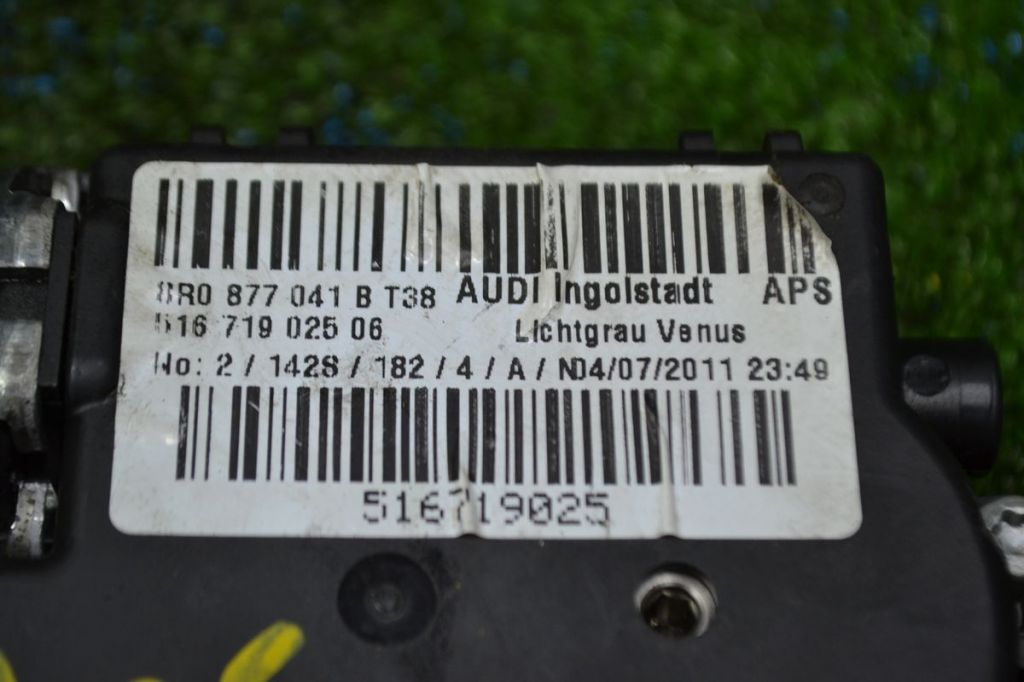 8R0 877 041 B T38 AUDI Ingolstadt APS
516 719 025 06 Lichtgrau Venus
No: 2 / 1428 / 182 / 4 / A / N04/07/2011 23:49
516719025